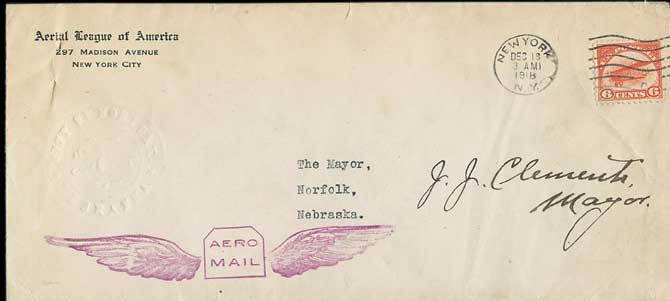 Aerial League of America
297 MADISON AVENUE
NEW YORK CITY
NEW YORK
DEC 18
3 AM
1918
N.Y.
6 CENTS 6
The Mayor,
Norfolk,
Nebraska.
J. J. Clements,
Mayor.
AERO
MAIL